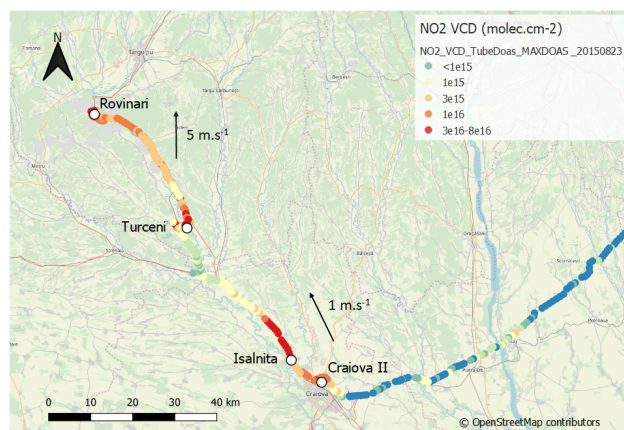 NO2 VCD (molec.cm-2)
NO2_VCD_TubeDoas_MAXDOAS _20150823
<1e15
1e15
3e15
1e16
3e16-8e16
N
Rovinari
5 m.s-1
Turceni
1 m.s-1
Isalnita
Craiova II
Craiova
0 10 20 30 40 km
© OpenStreetMap contributors